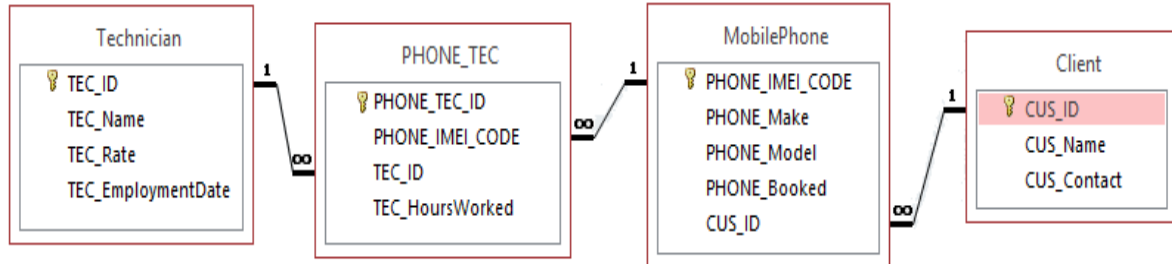 Technician
TEC_ID
TEC_Name
TEC_Rate
TEC_EmploymentDate
1
∞
PHONE_TEC
PHONE_TEC_ID
PHONE_IMEI_CODE
TEC_ID
TEC_HoursWorked
∞
1
MobilePhone
PHONE_IMEI_CODE
PHONE_Make
PHONE_Model
PHONE_Booked
CUS_ID
∞
1
Client
CUS_ID
CUS_Name
CUS_Contact